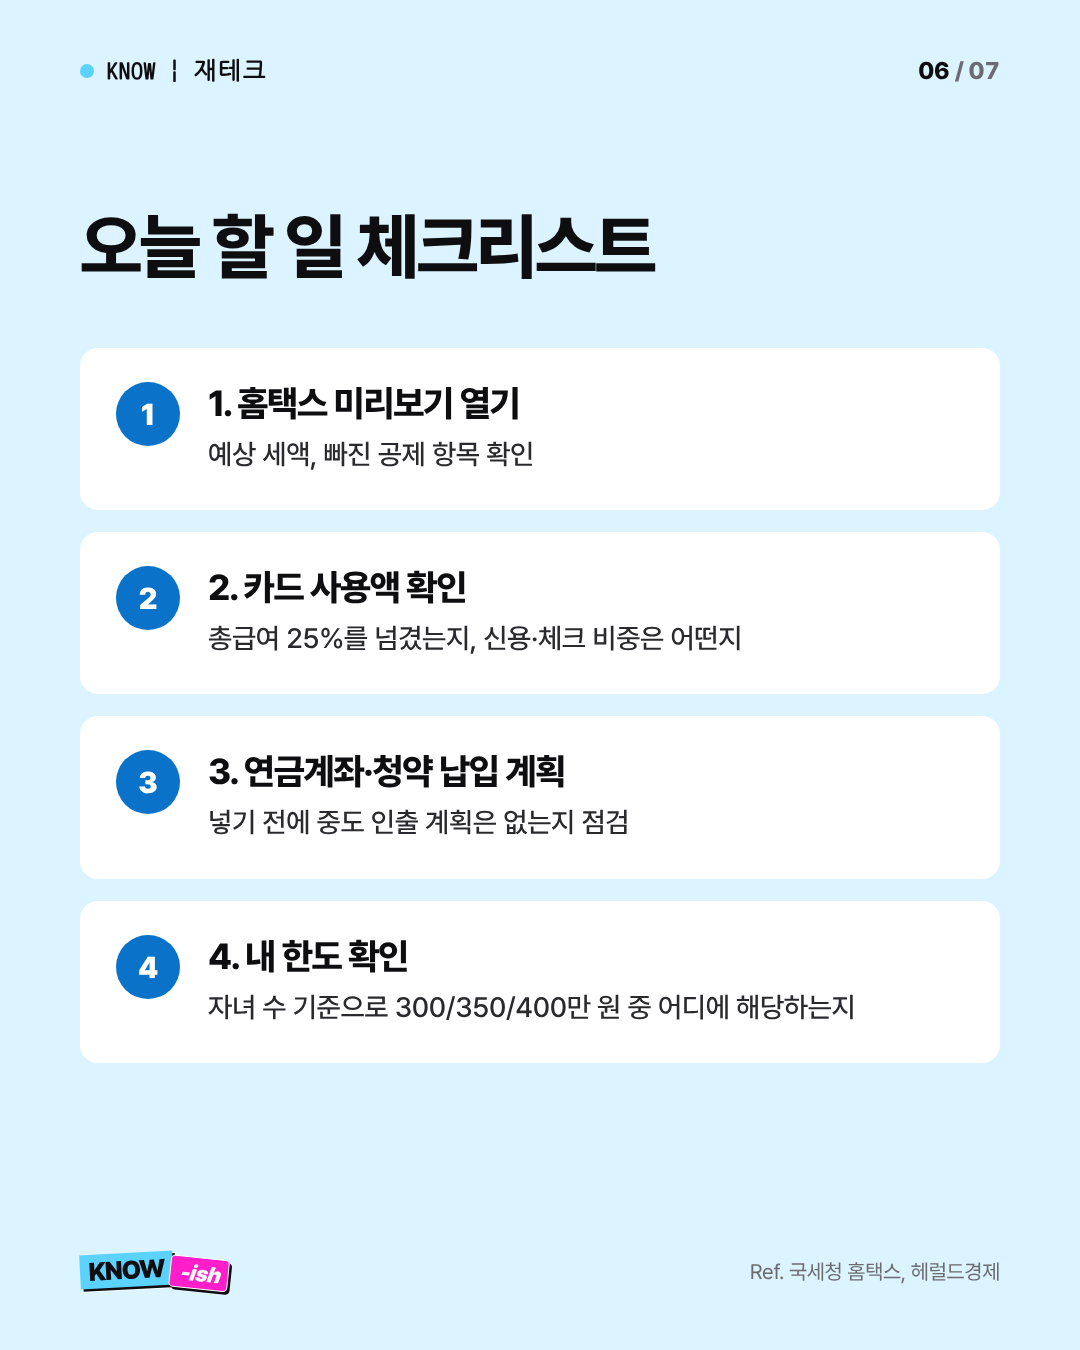 KNOW | 재테크
06 / 07
오늘 할 일 체크리스트
1
1. 홈택스 미리보기 열기
예상 세액, 빠진 공제 항목 확인
2
2. 카드 사용액 확인
총급여 25%를 넘겼는지, 신용·체크 비중은 어떤지
3
3. 연금계좌·청약 납입 계획
넣기 전에 중도 인출 계획은 없는지 점검
4
4. 내 한도 확인
자녀 수 기준으로 300/350/400만 원 중 어디에 해당하는지
KNOW -ish
Ref. 국세청 홈택스, 헤럴드경제